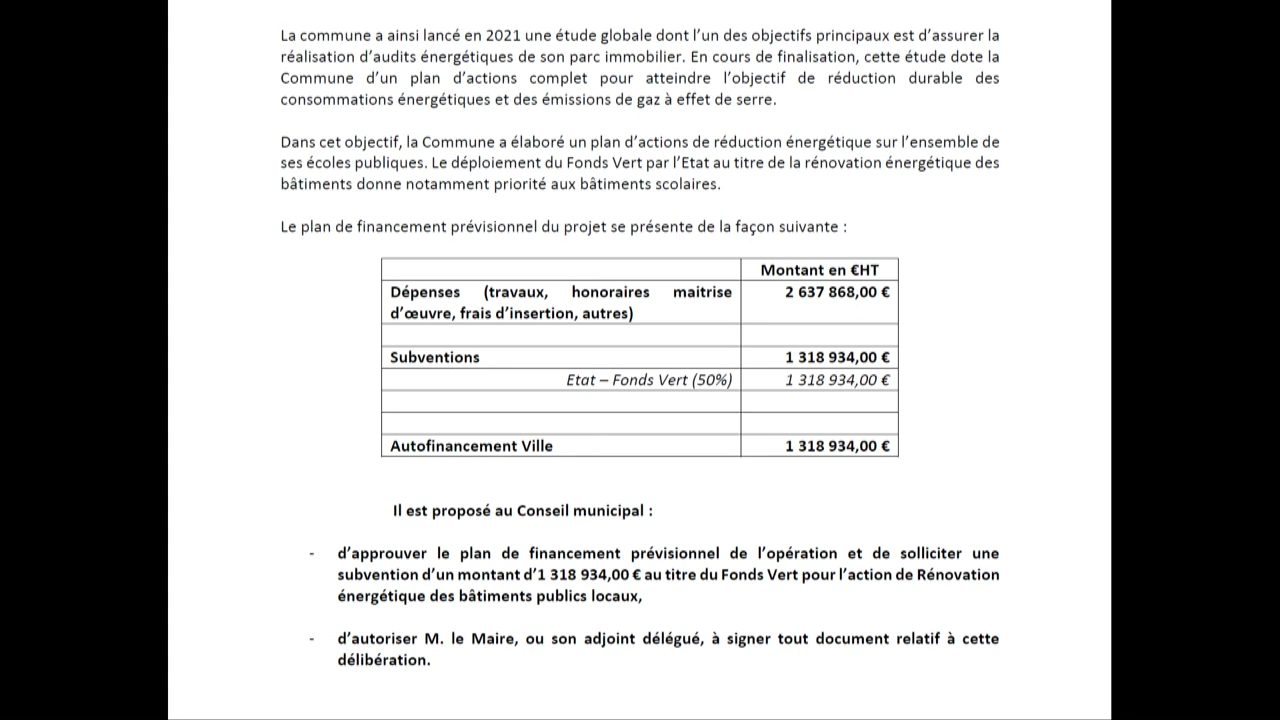 La commune a ainsi lancé en 2021 une étude globale dont l'un des objectifs principaux est d'assurer la
réalisation d'audits énergétiques de son parc immobilier. En cours de finalisation, cette étude dote la
Commune d'un plan d'actions complet pour atteindre l'objectif de réduction durable des
consommations énergétiques et des émissions de gaz à effet de serre.
Dans cet objectif, la Commune a élaboré un plan d'actions de réduction énergétique sur l'ensemble de
ses écoles publiques. Le déploiement du Fonds Vert par l'Etat au titre de la rénovation énergétique des
bâtiments donne notamment priorité aux bâtiments scolaires.
Le plan de financement prévisionnel du projet se présente de la façon suivante :
Montant en €HT
Dépenses (travaux, honoraires maitrise 2 637 868,00 €
d'œuvre, frais d'insertion, autres)
Subventions 1 318 934,00 €
Etat – Fonds Vert (50%) 1 318 934,00 €
Autofinancement Ville 1 318 934,00 €
Il est proposé au Conseil municipal :
- d'approuver le plan de financement prévisionnel de l'opération et de solliciter une
subvention d'un montant d'1 318 934,00 € au titre du Fonds Vert pour l'action de Rénovation
énergétique des bâtiments publics locaux,
- d'autoriser M. le Maire, ou son adjoint délégué, à signer tout document relatif à cette
délibération.